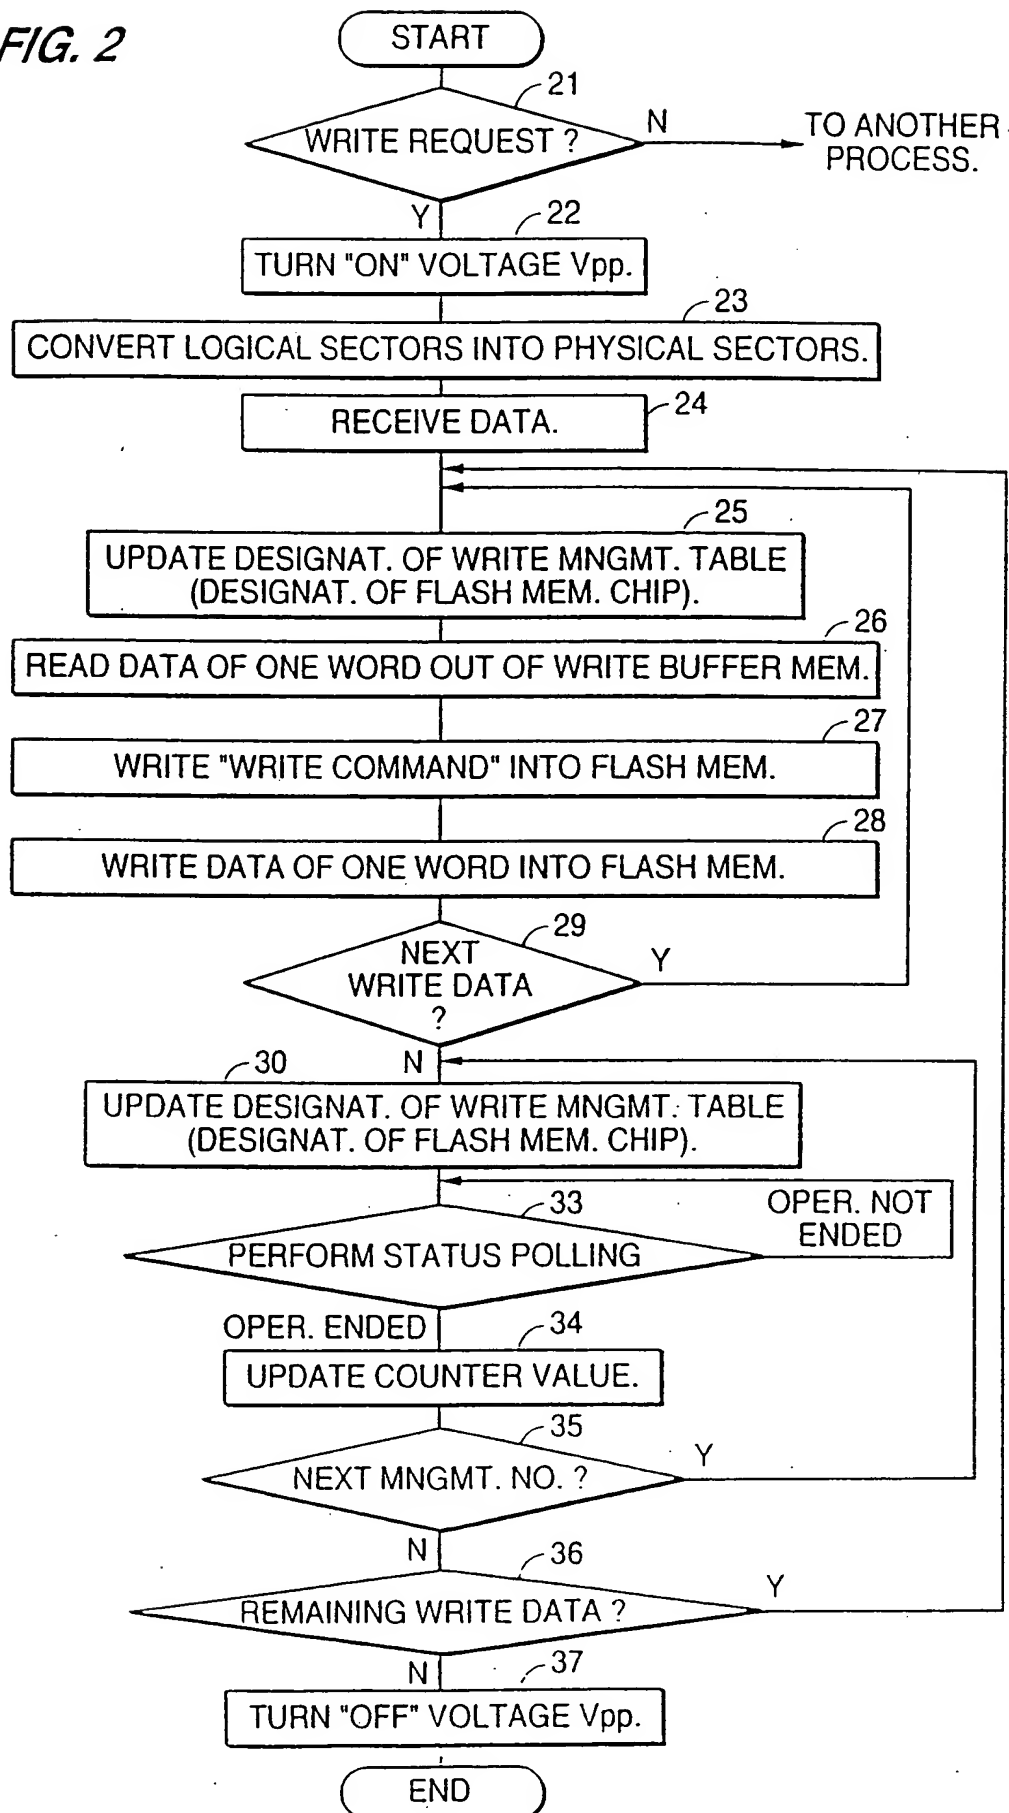 FIG. 2
START
21
WRITE REQUEST ?
N
TO ANOTHER
PROCESS.
Y
22
TURN "ON" VOLTAGE Vpp.
23
CONVERT LOGICAL SECTORS INTO PHYSICAL SECTORS.
24
RECEIVE DATA.
25
UPDATE DESIGNAT. OF WRITE MNGMT. TABLE
(DESIGNAT. OF FLASH MEM. CHIP).
26
READ DATA OF ONE WORD OUT OF WRITE BUFFER MEM.
27
WRITE "WRITE COMMAND" INTO FLASH MEM.
28
WRITE DATA OF ONE WORD INTO FLASH MEM.
29
NEXT
WRITE DATA
?
Y
N
30
UPDATE DESIGNAT. OF WRITE MNGMT. TABLE
(DESIGNAT. OF FLASH MEM. CHIP).
33
OPER. NOT
ENDED
PERFORM STATUS POLLING
OPER. ENDED
34
UPDATE COUNTER VALUE.
35
NEXT MNGMT. NO. ?
Y
N
36
REMAINING WRITE DATA ?
Y
N
37
TURN "OFF" VOLTAGE Vpp.
END